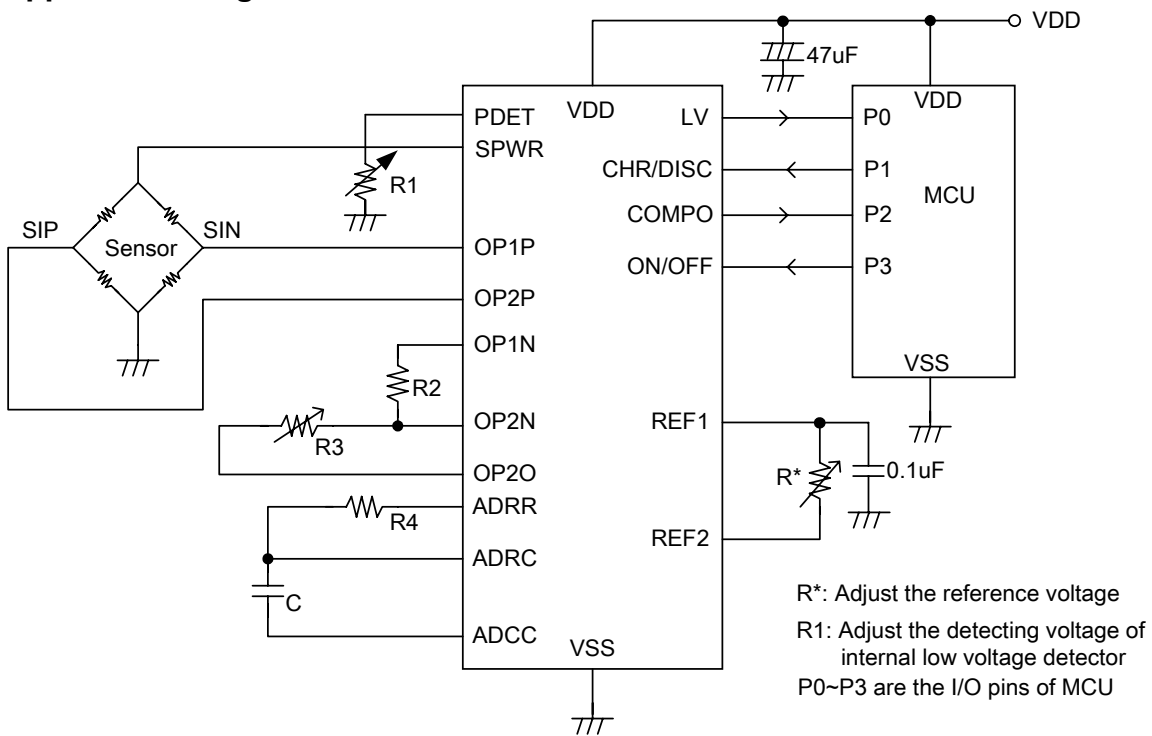 VDD
47uF
PDET
VDD
LV
P0
VDD
SPWR
R1
CHR/DISC
P1
MCU
SIP
SIN
COMPO
P2
Sensor
OP1P
ON/OFF
P3
OP2P
OP1N
R2
VSS
OP2N
REF1
R3
OP2O
R*
0.1uF
ADRR
R4
REF2
ADRC
C
R*: Adjust the reference voltage
ADCC
VSS
R1: Adjust the detecting voltage of
internal low voltage detector
P0~P3 are the I/O pins of MCU